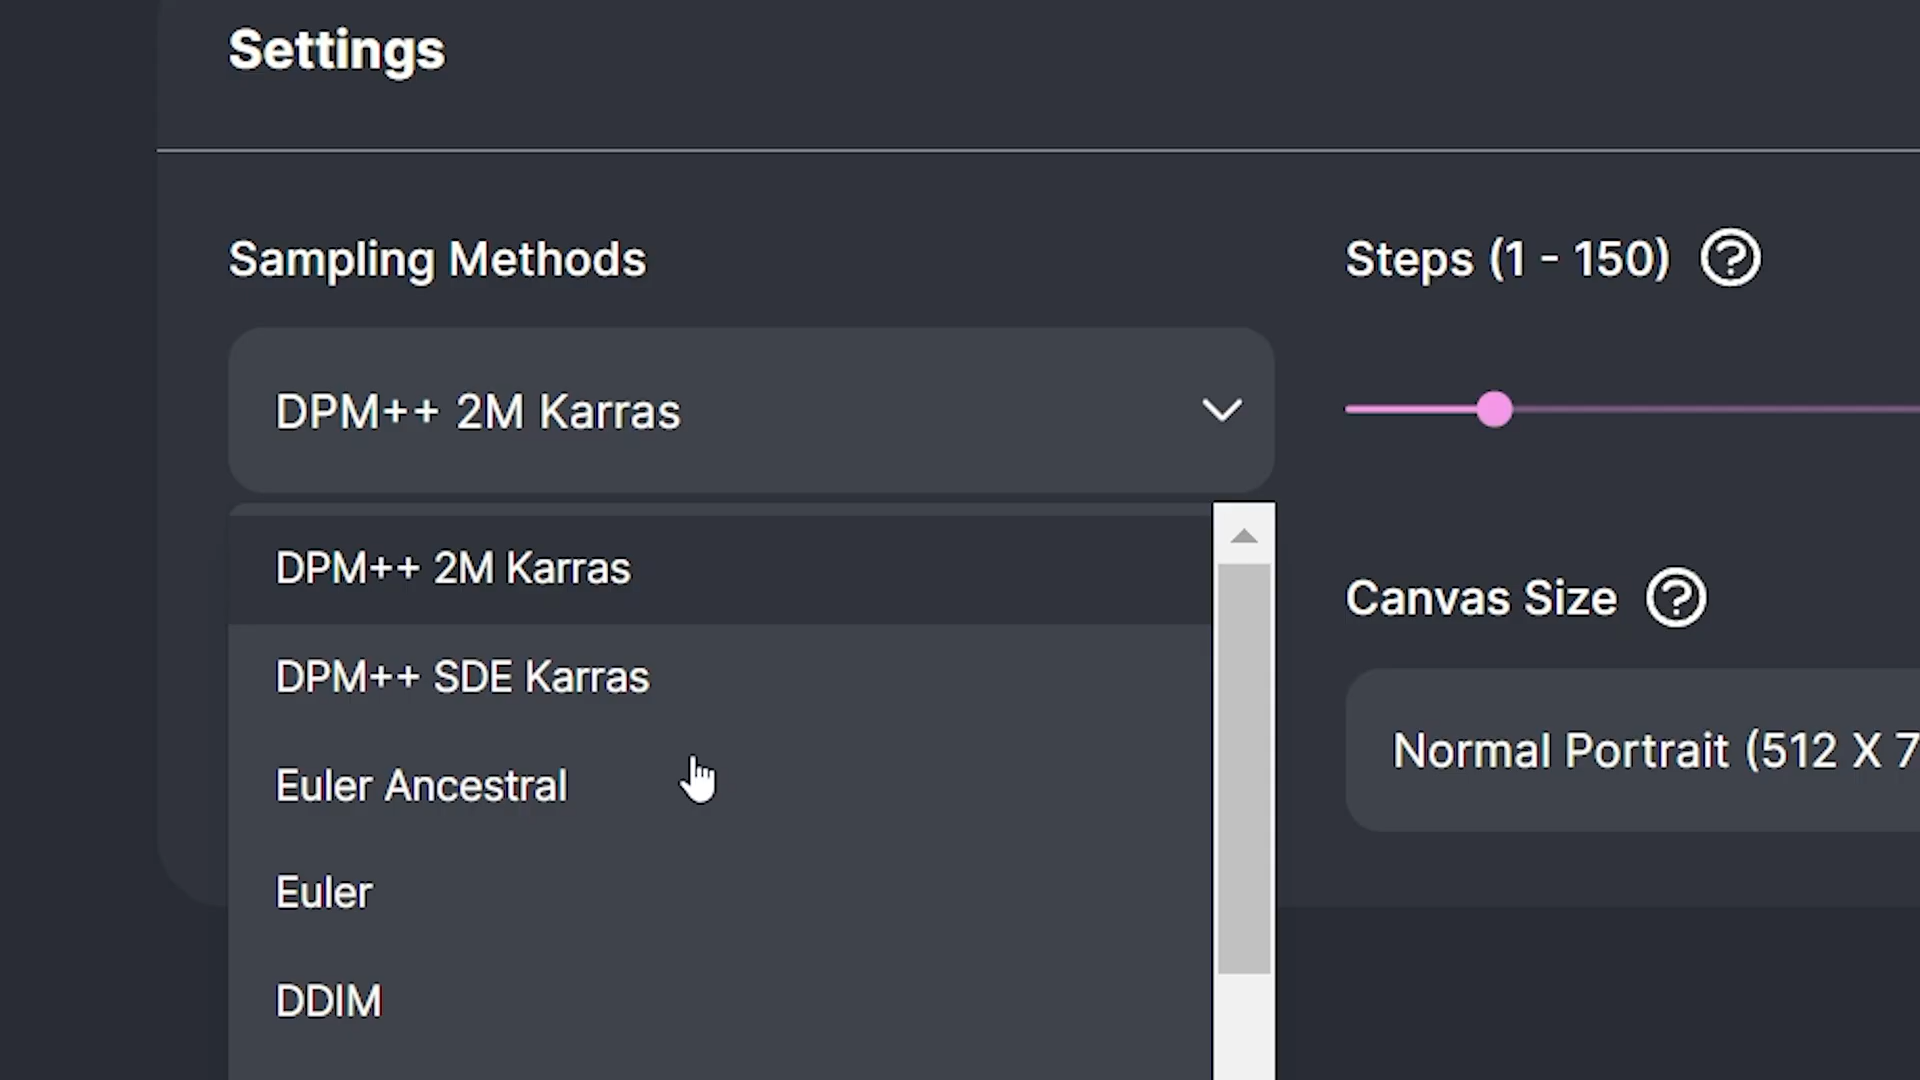 Settings
Sampling Methods
DPM++ 2M Karras
DPM++ 2M Karras
DPM++ SDE Karras
Euler Ancestral
Euler
DDIM
Steps (1 - 150)
Canvas Size
Normal Portrait (512 X 7